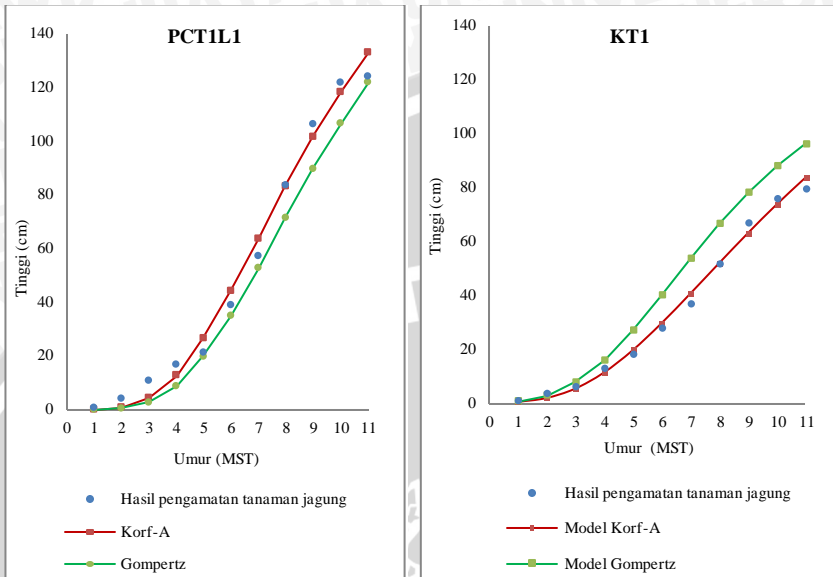 PCT1L1
140
120
100
80
60
40
20
0
Tinggi (cm)
0 1 2 3 4 5 6 7 8 9 10 11
Umur (MST)
Hasil pengamatan tanaman jagung
Korf-A
Gompertz
KT1
140
120
100
80
60
40
20
0
Tinggi (cm)
0 1 2 3 4 5 6 7 8 9 10 11
Umur (MST)
Hasil pengamatan tanaman jagung
Model Korf-A
Model Gompertz